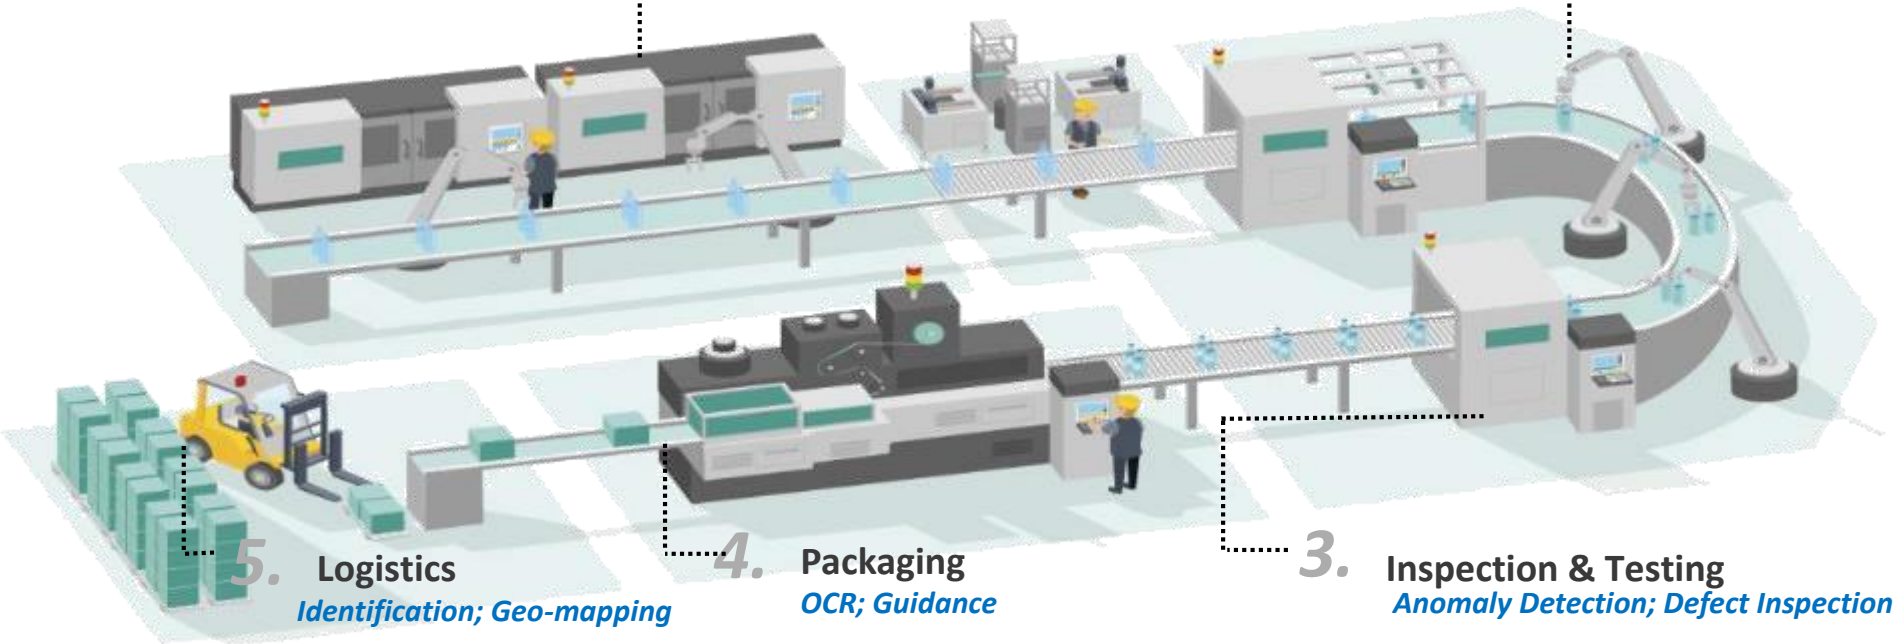 5. Logistics
Identification; Geo-mapping
4. Packaging
OCR; Guidance
3. Inspection & Testing
Anomaly Detection; Defect Inspection